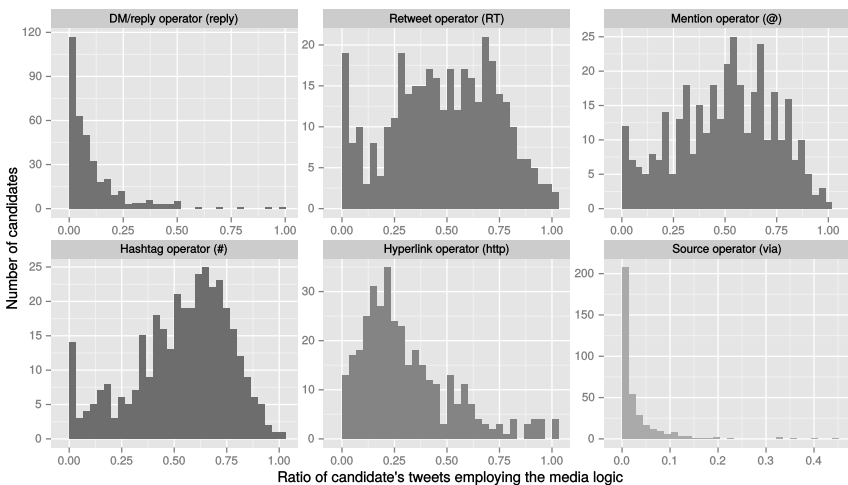 DM/reply operator (reply)
Retweet operator (RT)
Mention operator (@)
120
90
60
30
0
0.00 0.25 0.50 0.75 1.00
20
15
10
5
0
0.00 0.25 0.50 0.75 1.00
25
20
15
10
5
0
0.00 0.25 0.50 0.75 1.00
Number of candidates
Hashtag operator (#)
Hyperlink operator (http)
Source operator (via)
25
20
15
10
5
0
0.00 0.25 0.50 0.75 1.00
30
20
10
0
0.00 0.25 0.50 0.75 1.00
200
150
100
50
0
0.0 0.1 0.2 0.3 0.4
Ratio of candidate's tweets employing the media logic